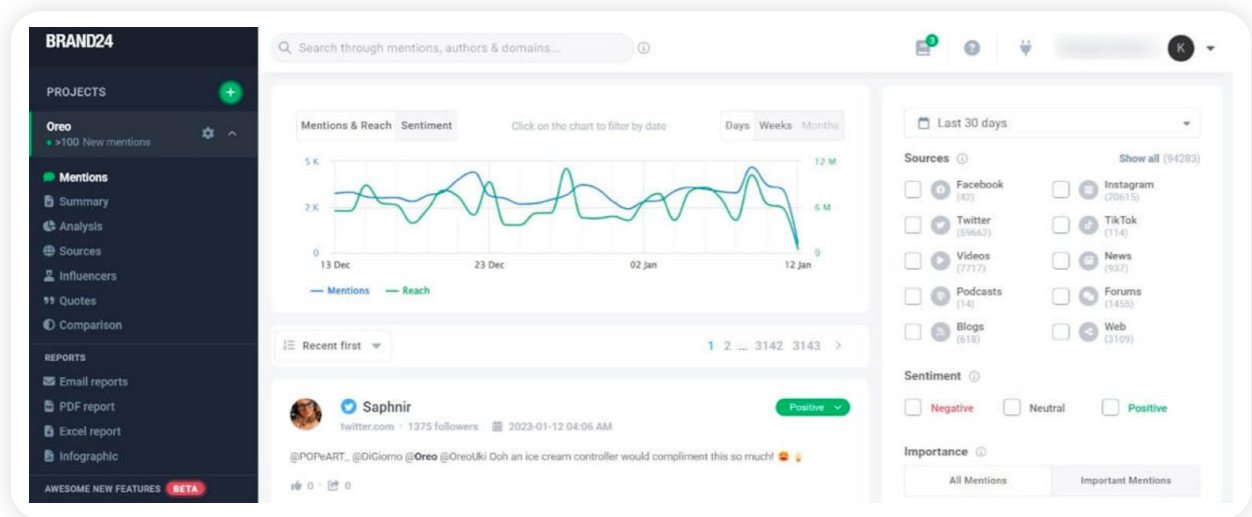 BRAND24
Search through mentions, authors & domains...
3
K
PROJECTS
Oreo
>100 New mentions
Mentions
Summary
Analysis
Sources
Influencers
Quotes
Comparison
REPORTS
Email reports
PDF report
Excel report
Infographic
AWESOME NEW FEATURES BETA
Mentions & Reach Sentiment Click on the chart to filter by date Days Weeks Months
5 K 12 M
2 K 6 M
0 0
13 Dec 23 Dec 02 Jan 12 Jan
Mentions Reach
Recent first 1 2 ... 3142 3143 >
Saphnir Positive
twitter.com 1375 followers 2023-01-12 04:06 AM
@POPeART_ @DiGiorno @Oreo @OreoUki Ooh an ice cream controller would compliment this so much! 🤩 🍦
0 0
Last 30 days
Sources Show all (94283)
Facebook Instagram
(42) (20615)
Twitter TikTok
(59662) (114)
Videos News
(7717) (937)
Podcasts Forums
(14) (1455)
Blogs Web
(618) (3109)
Sentiment
Negative Neutral Positive
Importance
All Mentions Important Mentions